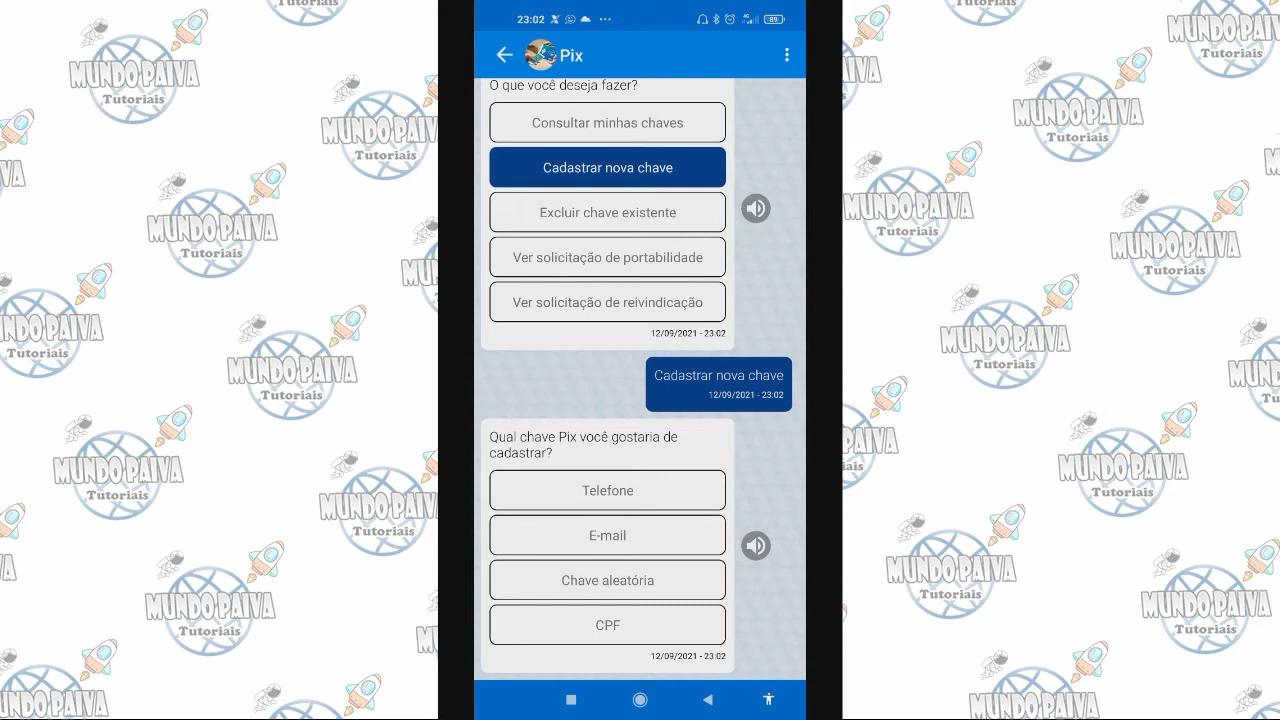 23:02
89
Pix
O que você deseja fazer?
Consultar minhas chaves
Cadastrar nova chave
Excluir chave existente
Ver solicitação de portabilidade
Ver solicitação de reivindicação
12/09/2021 - 23:02
Cadastrar nova chave
12/09/2021 - 23:02
Qual chave Pix você gostaria de
cadastrar?
Telefone
E-mail
Chave aleatória
CPF
12/09/2021 - 23:02
MUNDO PAIVA
Tutoriais